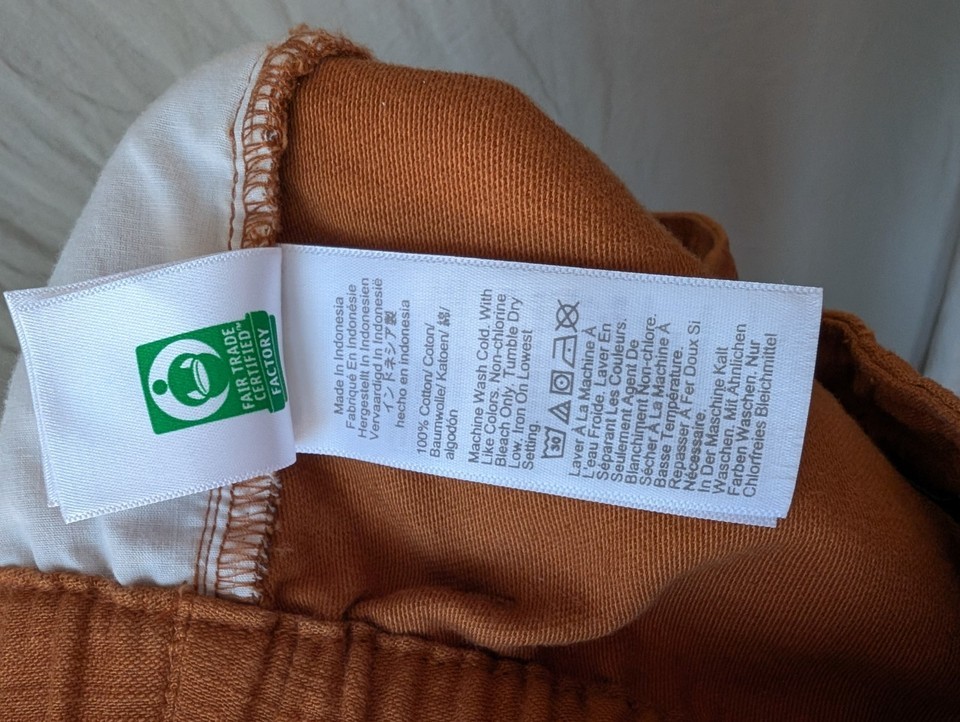 FAIR TRADE
CERTIFIED™
FACTORY
Made In Indonesia
Fabriqué En Indonésie
Hergestellt In Indonesien
Vervaardigd In Indonesië
インドネシア製
hecho en indonesia
100% Cotton/ Coton/
Baumwolle/ Katoen/ 綿/
algodón
Machine Wash Cold. With
Like Colors. Non-chlorine
Bleach Only. Tumble Dry
Low. Iron On Lowest
Setting.
30
Laver À La Machine À
L'eau Froide. Laver En
Séparant Les Couleurs.
Seulement Agent De
Blanchiment Non-chlore.
Sécher À La Machine À
Basse Température.
Repasser À Fer Doux Si
Nécessaire.
In Der Maschine Kalt
Waschen. Mit Ähnlichen
Farben Waschen. Nur
Chlorfreies Bleichmittel